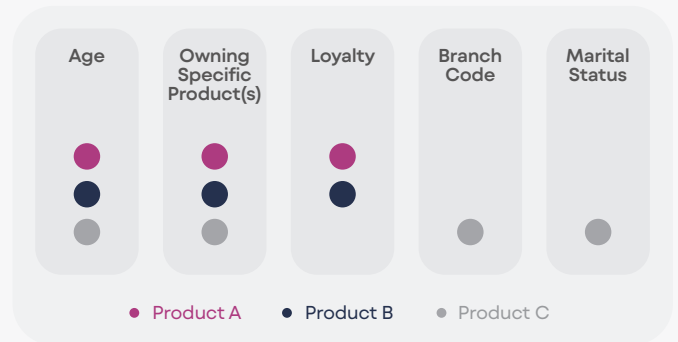 Age
Owning
Specific
Product(s)
Loyalty
Branch
Code
Marital
Status
Product A
Product B
Product C